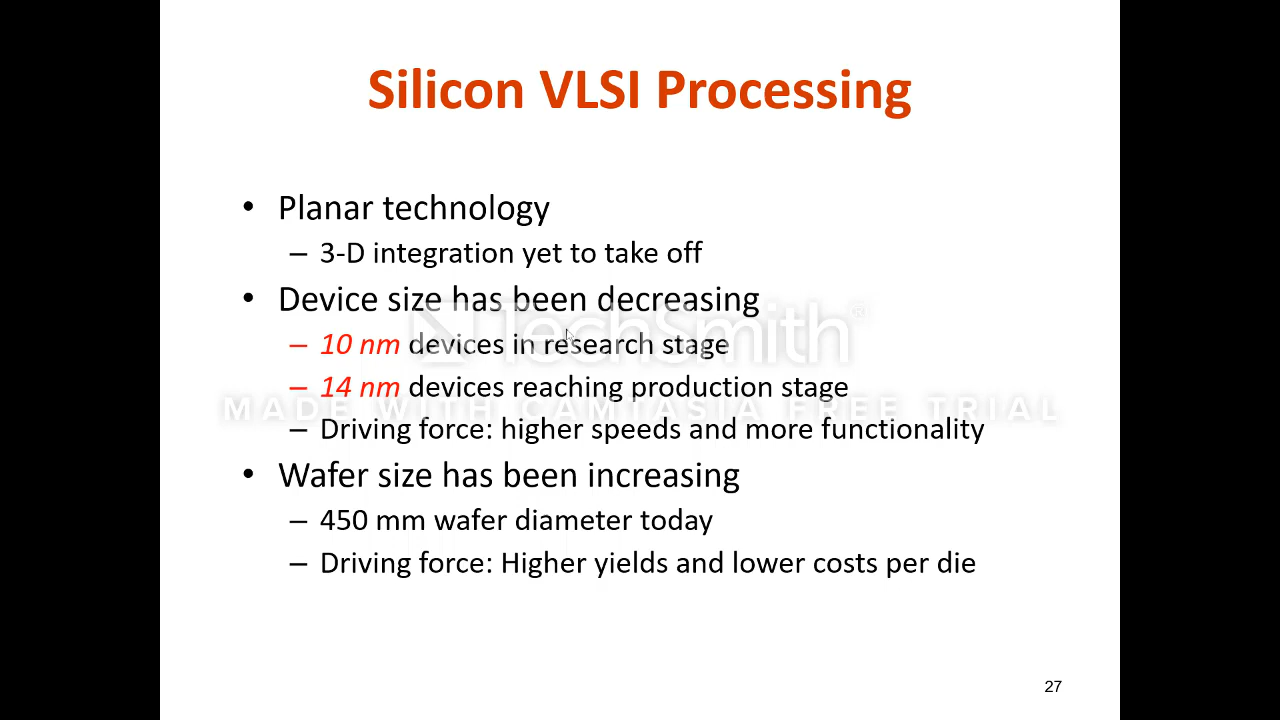 Silicon VLSI Processing
• Planar technology
– 3-D integration yet to take off
• Device size has been decreasing
TechSmith®
– 10 nm devices in research stage
– 14 nm devices reaching production stage
MADE WITH CAMTASIA FREE TRIAL
– Driving force: higher speeds and more functionality
• Wafer size has been increasing
– 450 mm wafer diameter today
– Driving force: Higher yields and lower costs per die
27